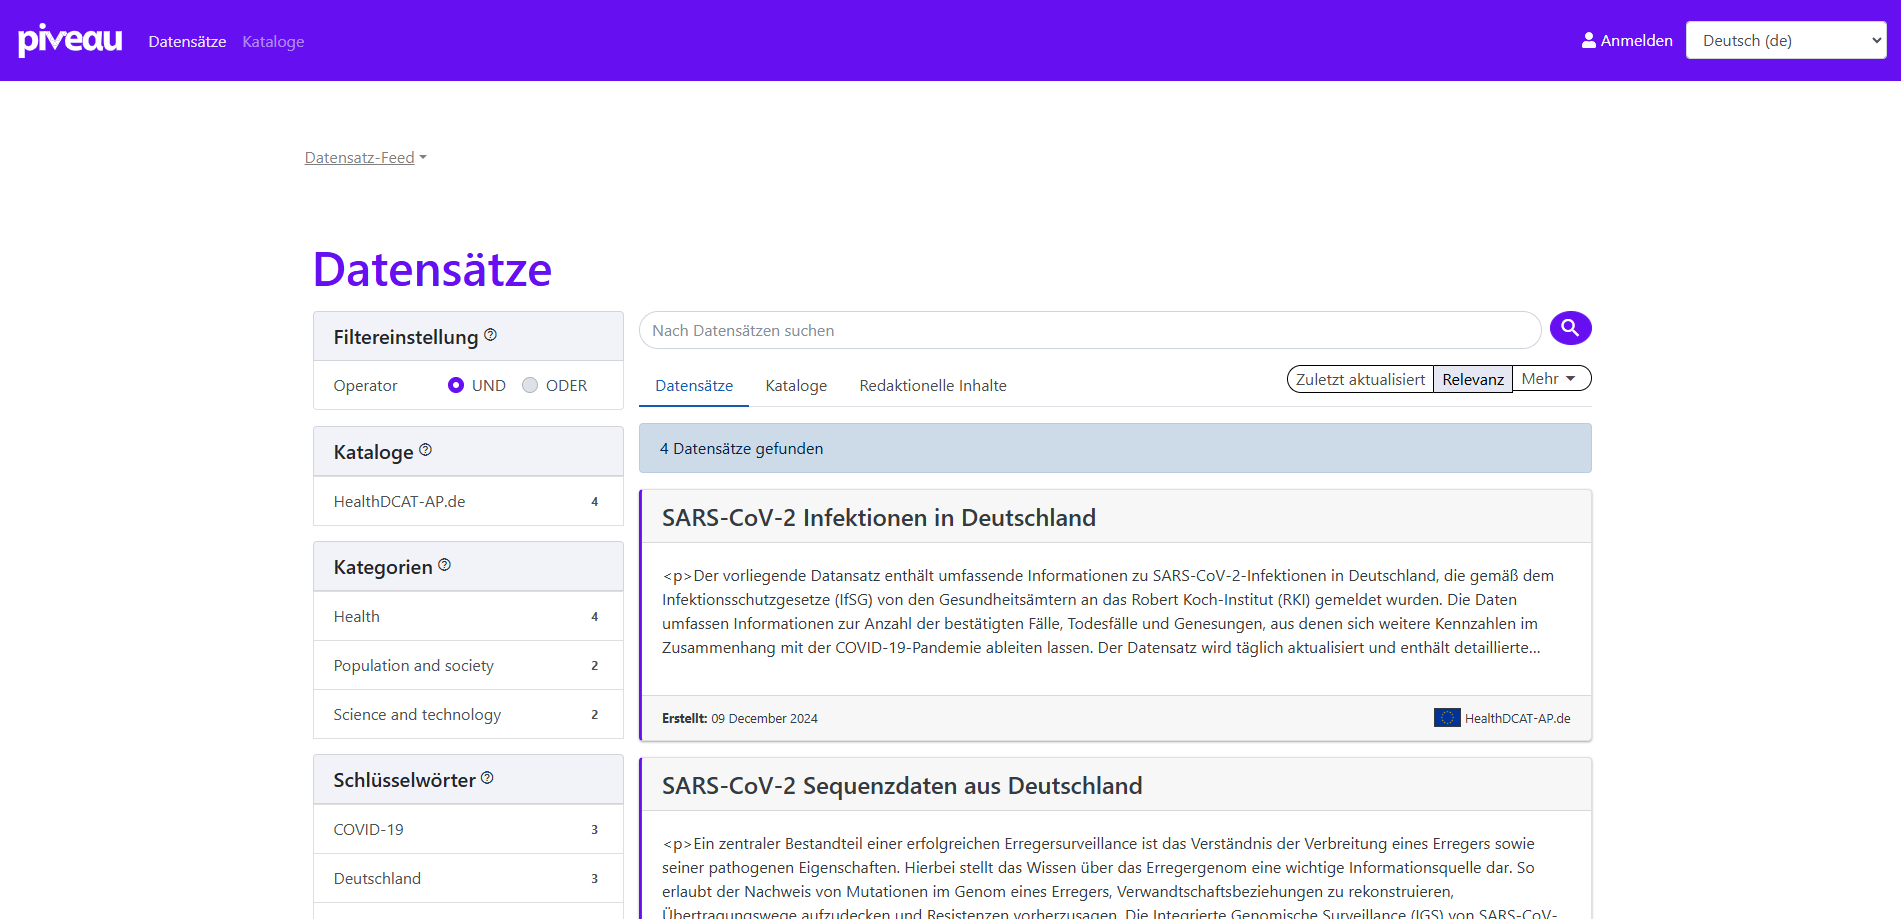 piveau Datensätze Kataloge Anmelden Deutsch (de)
Datensatz-Feed
Datensätze
Filtereinstellung
Operator UND ODER
Kataloge
HealthDCAT-AP.de 4
Kategorien
Health 4
Population and society 2
Science and technology 2
Schlüsselwörter
COVID-19 3
Deutschland 3
Nach Datensätzen suchen
Datensätze Kataloge Redaktionelle Inhalte Zuletzt aktualisiert Relevanz Mehr
4 Datensätze gefunden
SARS-CoV-2 Infektionen in Deutschland
<p>Der vorliegende Datansatz enthält umfassende Informationen zu SARS-CoV-2-Infektionen in Deutschland, die gemäß dem
Infektionsschutzgesetze (IfSG) von den Gesundheitsämtern an das Robert Koch-Institut (RKI) gemeldet wurden. Die Daten
umfassen Informationen zur Anzahl der bestätigten Fälle, Todesfälle und Genesungen, aus denen sich weitere Kennzahlen im
Zusammenhang mit der COVID-19-Pandemie ableiten lassen. Der Datensatz wird täglich aktualisiert und enthält detaillierte...
Erstellt: 09 December 2024 HealthDCAT-AP.de
SARS-CoV-2 Sequenzdaten aus Deutschland
<p>Ein zentraler Bestandteil einer erfolgreichen Erregersurveillance ist das Verständnis der Verbreitung eines Erregers sowie
seiner pathogenen Eigenschaften. Hierbei stellt das Wissen über das Erregergenom eine wichtige Informationsquelle dar. So
erlaubt der Nachweis von Mutationen im Genom eines Erregers, Verwandtschaftsbeziehungen zu rekonstruieren,
Übertragungswege aufzudecken und Resistenzen vorherzusagen. Die Integrierte Genomische Surveillance (IGS) von SARS-CoV-